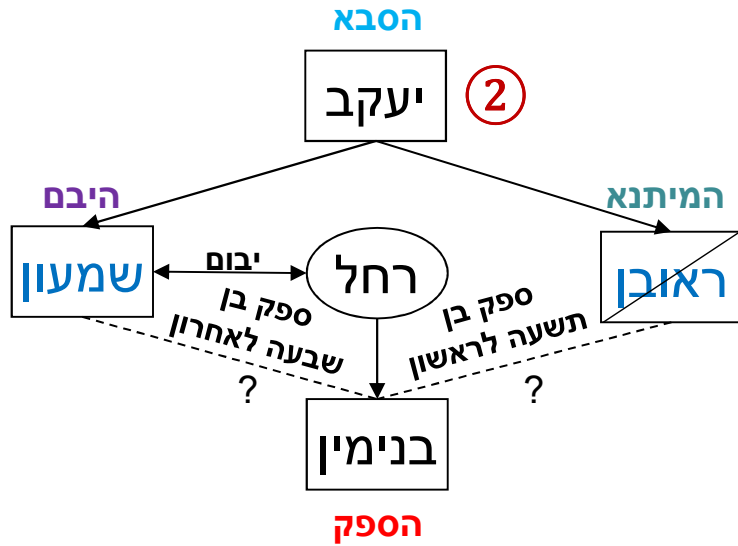 הסבא
יעקב
2
היבם
המיתנא
שמעון
יבום
רחל
ראובן
ספק בן
שבעה לאחרון
?
ספק בן
תשעה לראשון
?
בנימין
הספק